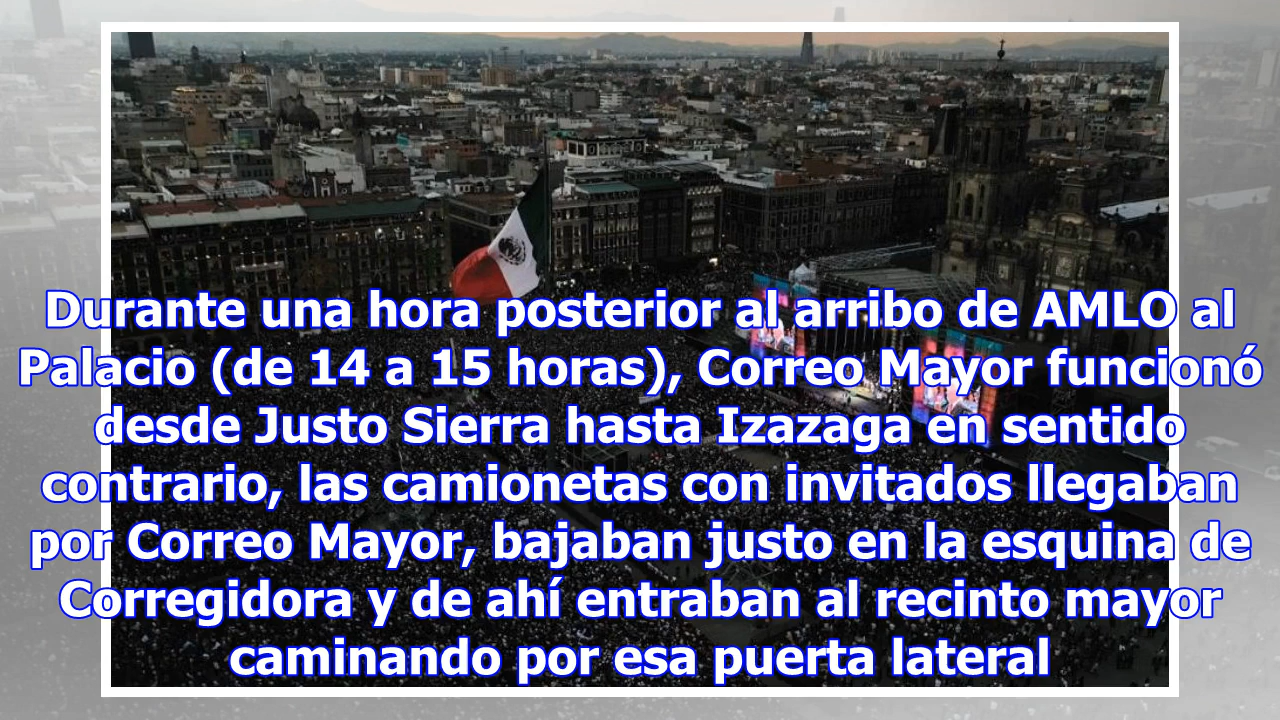 Durante una hora posterior al arribo de AMLO al
Palacio (de 14 a 15 horas), Correo Mayor funcionó
desde Justo Sierra hasta Izazaga en sentido
contrario, las camionetas con invitados llegaban
por Correo Mayor, bajaban justo en la esquina de
Corregidora y de ahí entraban al recinto mayor
caminando por esa puerta lateral